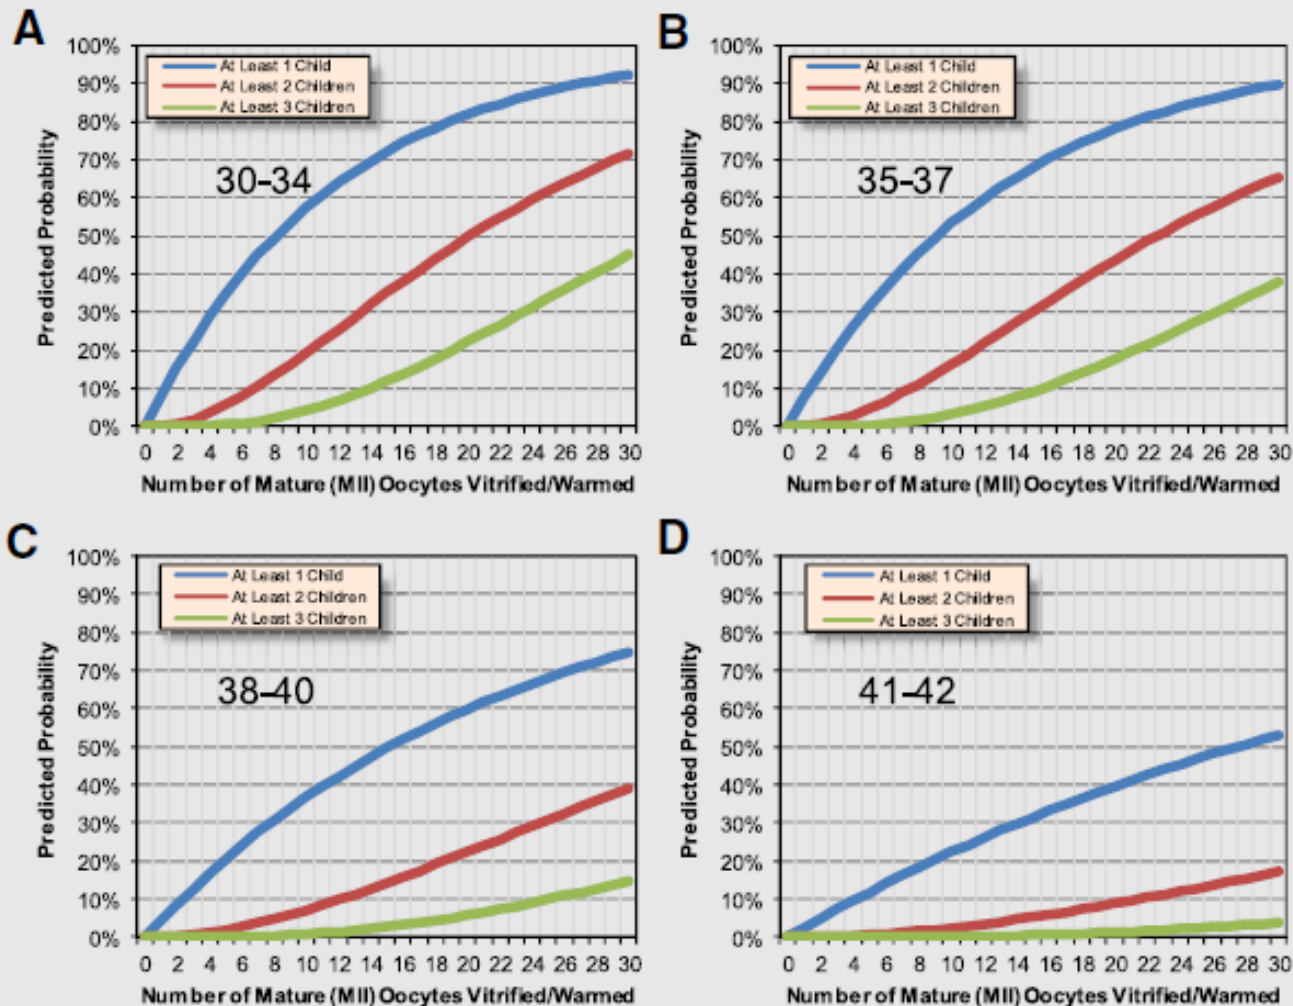 A
100%
90%
80%
70%
60%
50%
40%
30%
20%
10%
0%
Predicted Probability
At Least 1 Child
At Least 2 Children
At Least 3 Children
30-34
0 2 4 6 8 10 12 14 16 18 20 22 24 26 28 30
Number of Mature (MII) Oocytes Vitrified/Warmed
B
100%
90%
80%
70%
60%
50%
40%
30%
20%
10%
0%
Predicted Probability
At Least 1 Child
At Least 2 Children
At Least 3 Children
35-37
0 2 4 6 8 10 12 14 16 18 20 22 24 26 28 30
Number of Mature (MII) Oocytes Vitrified/Warmed
C
100%
90%
80%
70%
60%
50%
40%
30%
20%
10%
0%
Predicted Probability
At Least 1 Child
At Least 2 Children
At Least 3 Children
38-40
0 2 4 6 8 10 12 14 16 18 20 22 24 26 28 30
Number of Mature (MII) Oocytes Vitrified/Warmed
D
100%
90%
80%
70%
60%
50%
40%
30%
20%
10%
0%
Predicted Probability
At Least 1 Child
At Least 2 Children
At Least 3 Children
41-42
0 2 4 6 8 10 12 14 16 18 20 22 24 26 28 30
Number of Mature (MII) Oocytes Vitrified/Warmed